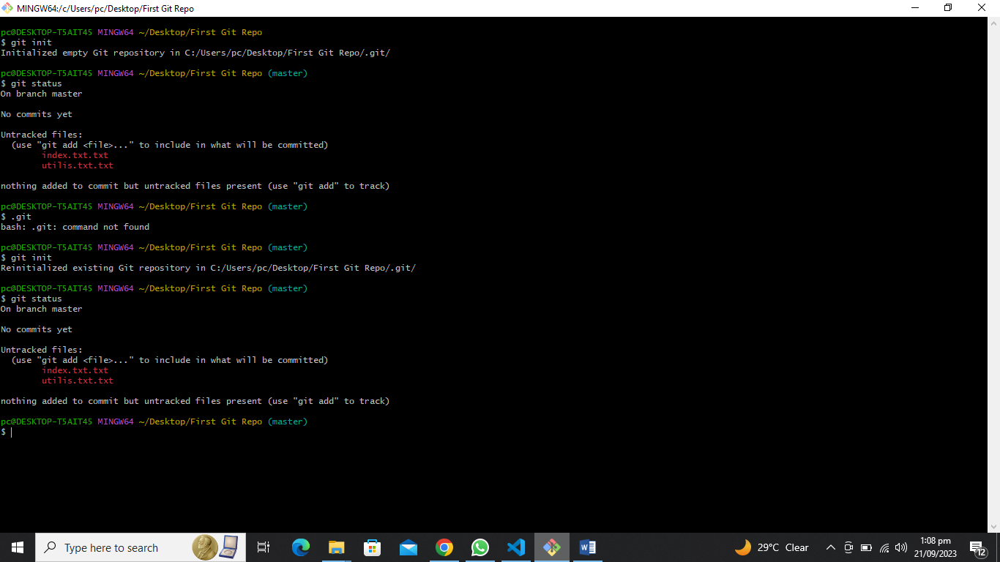 MINGW64:/c/Users/pc/Desktop/First Git Repo
pc@DESKTOP-T5AIT45 MINGW64 ~/Desktop/First Git Repo
$ git init
Initialized empty Git repository in C:/Users/pc/Desktop/First Git Repo/.git/
pc@DESKTOP-T5AIT45 MINGW64 ~/Desktop/First Git Repo (master)
$ git status
On branch master
No commits yet
Untracked files:
(use "git add <file>..." to include in what will be committed)
index.txt.txt
utilis.txt.txt
nothing added to commit but untracked files present (use "git add" to track)
pc@DESKTOP-T5AIT45 MINGW64 ~/Desktop/First Git Repo (master)
$ .git
bash: .git: command not found
pc@DESKTOP-T5AIT45 MINGW64 ~/Desktop/First Git Repo (master)
$ git init
Reinitialized existing Git repository in C:/Users/pc/Desktop/First Git Repo/.git/
pc@DESKTOP-T5AIT45 MINGW64 ~/Desktop/First Git Repo (master)
$ git status
On branch master
No commits yet
Untracked files:
(use "git add <file>..." to include in what will be committed)
index.txt.txt
utilis.txt.txt
nothing added to commit but untracked files present (use "git add" to track)
pc@DESKTOP-T5AIT45 MINGW64 ~/Desktop/First Git Repo (master)
$
Type here to search
29°C Clear
1:08 pm
21/09/2023
12